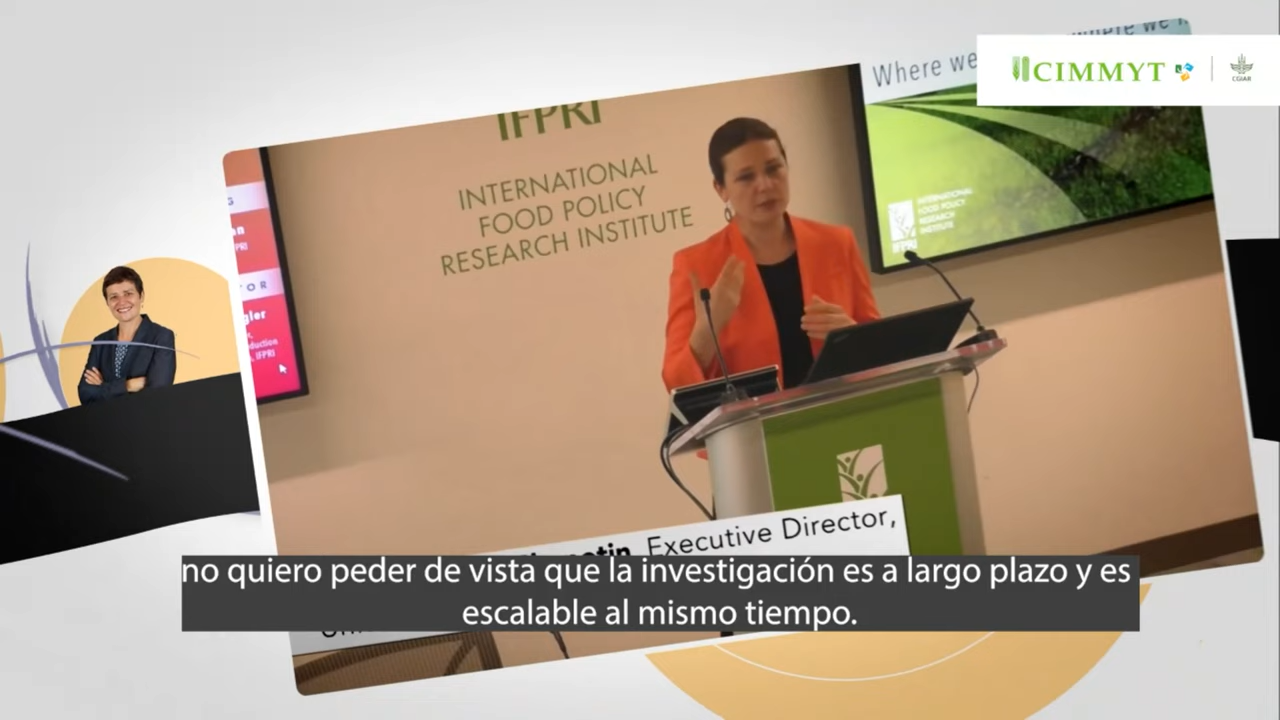 Where we
CIMMYT
CGIAR
IFPRI
INTERNATIONAL
FOOD POLICY
RESEARCH INSTITUTE
INTERNATIONAL
FOOD POLICY
RESEARCH
INSTITUTE
IFPRI
IFPRI
Executive Director,
no quiero peder de vista que la investigación es a largo plazo y es
escalable al mismo tiempo.